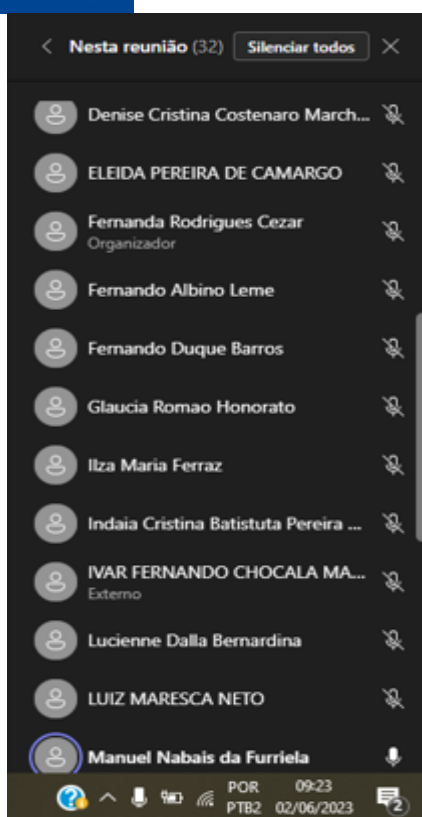 Nesta reunião (32) Silenciar todos
Denise Cristina Costenaro March...
ELEIDA PEREIRA DE CAMARGO
Fernanda Rodrigues Cezar
Organizador
Fernando Albino Leme
Fernando Duque Barros
Glaucia Romao Honorato
Ilza Maria Ferraz
Indaia Cristina Batistuta Pereira ...
IVAR FERNANDO CHOCALA MA...
Externo
Lucienne Dalla Bernardina
LUIZ MARESCA NETO
Manuel Nabais da Furriela
POR 09:23
PTB2 02/06/2023 2